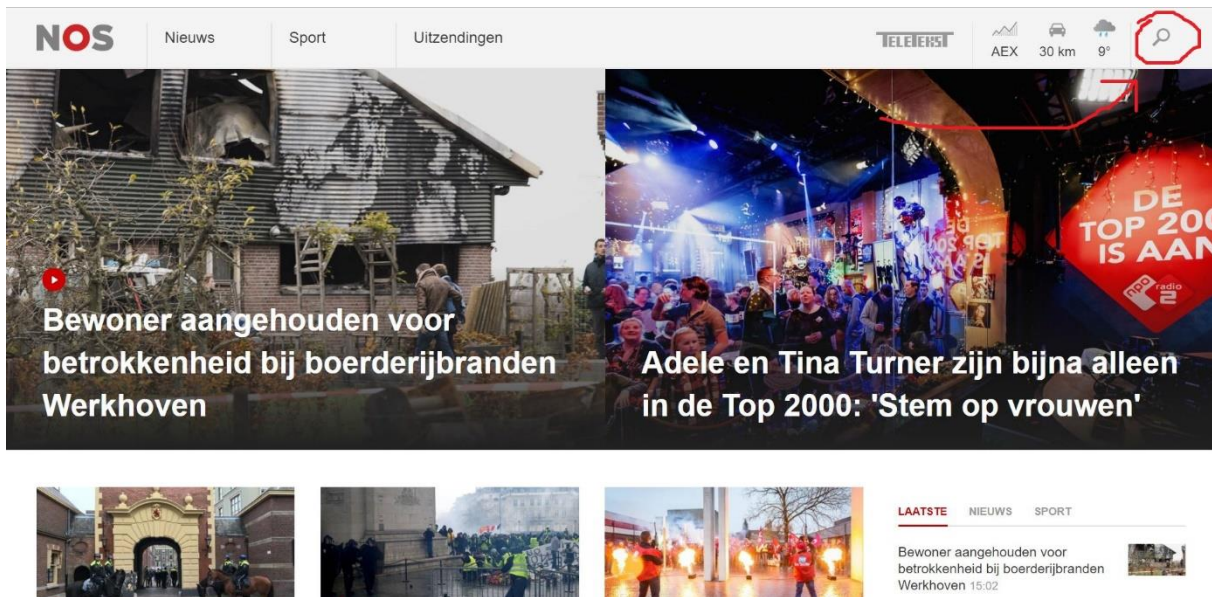 NOS
Nieuws
Sport
Uitzendingen
TELETEKST
AEX
30 km
9°
DE
TOP 200
IS AAN
npo radio
2
Bewoner aangehouden voor
betrokkenheid bij boerderijbranden
Werkhoven
Adele en Tina Turner zijn bijna alleen
in de Top 2000: 'Stem op vrouwen'
LAATSTE NIEUWS SPORT
Bewoner aangehouden voor
betrokkenheid bij boerderijbranden
Werkhoven 15:02